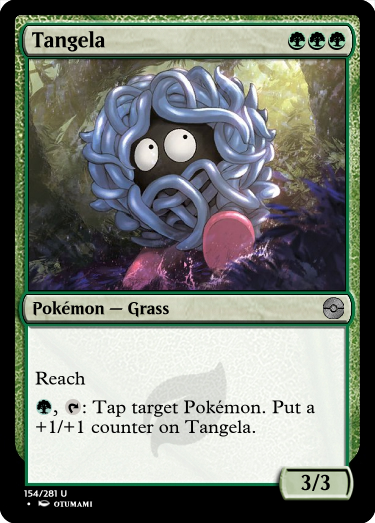 Tangela
Pokémon — Grass
Reach
: Tap target Pokémon. Put a
+1/+1 counter on Tangela.
3/3
154/281 U
• OTUMAMI